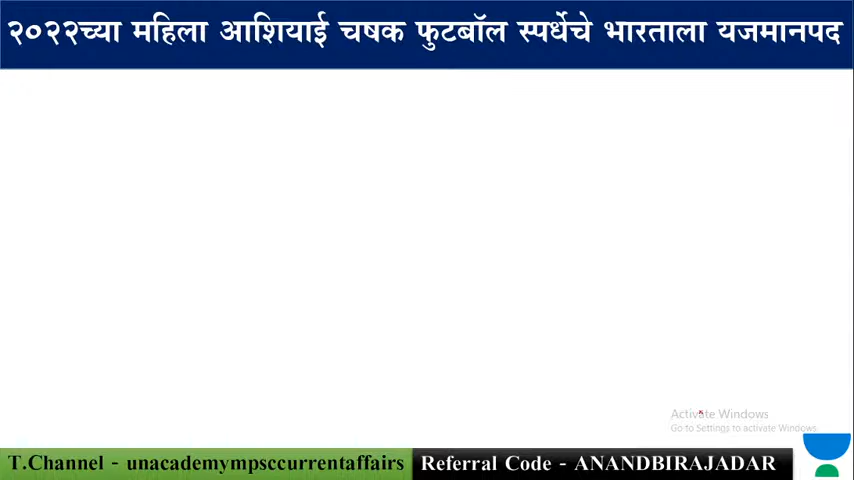 २०२२च्या महिला आशियाई चषक फुटबॉल स्पर्धेचे भारताला यजमानपद
Activate Windows
Go to Settings to activate Windows.
T.Channel - unacademympsccurrentaffairs
Referral Code - ANANDBIRAJADAR